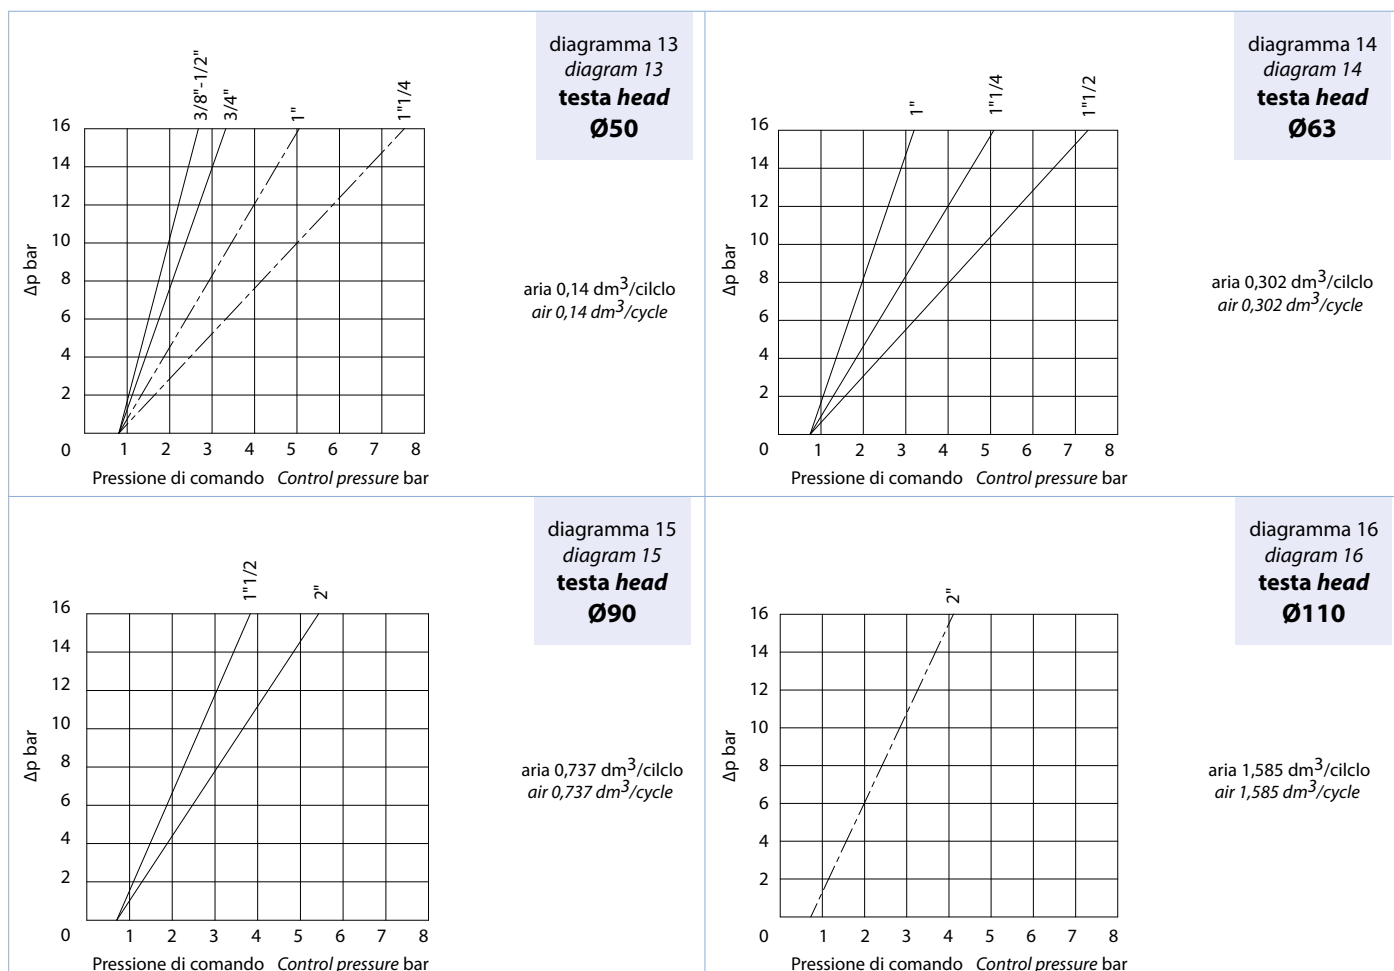 3/8"-1/2"
3/4"
1"
1"1/4
16
14
12
10
8
6
4
2
0
Δp bar
1 2 3 4 5 6 7 8
Pressione di comando Control pressure bar
diagramma 13
diagram 13
testa head
Ø50
aria 0,14 dm³/cilclo
air 0,14 dm³/cycle
1"
1"1/4
1"1/2
16
14
12
10
8
6
4
2
0
Δp bar
1 2 3 4 5 6 7 8
Pressione di comando Control pressure bar
diagramma 14
diagram 14
testa head
Ø63
aria 0,302 dm³/cilclo
air 0,302 dm³/cycle
1"1/2
2"
16
14
12
10
8
6
4
2
0
Δp bar
1 2 3 4 5 6 7 8
Pressione di comando Control pressure bar
diagramma 15
diagram 15
testa head
Ø90
aria 0,737 dm³/cilclo
air 0,737 dm³/cycle
2"
16
14
12
10
8
6
4
2
0
Δp bar
1 2 3 4 5 6 7 8
Pressione di comando Control pressure bar
diagramma 16
diagram 16
testa head
Ø110
aria 1,585 dm³/cilclo
air 1,585 dm³/cycle